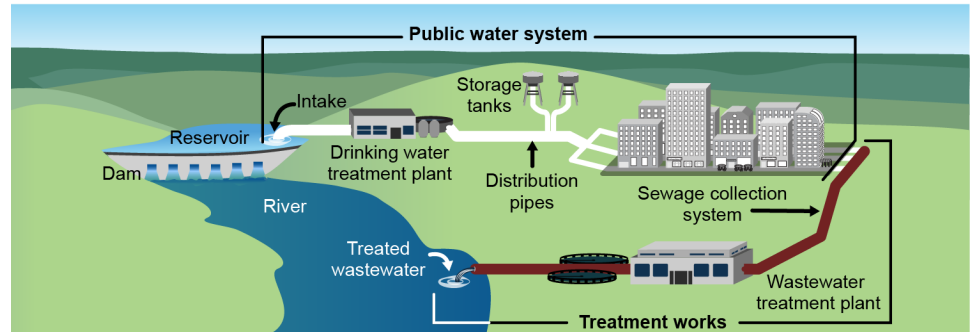 Public water system
Storage
tanks
Intake
Reservoir
Drinking water
treatment plant
Dam
Distribution
pipes
Sewage collection
system
River
Treated
wastewater
Wastewater
treatment plant
Treatment works